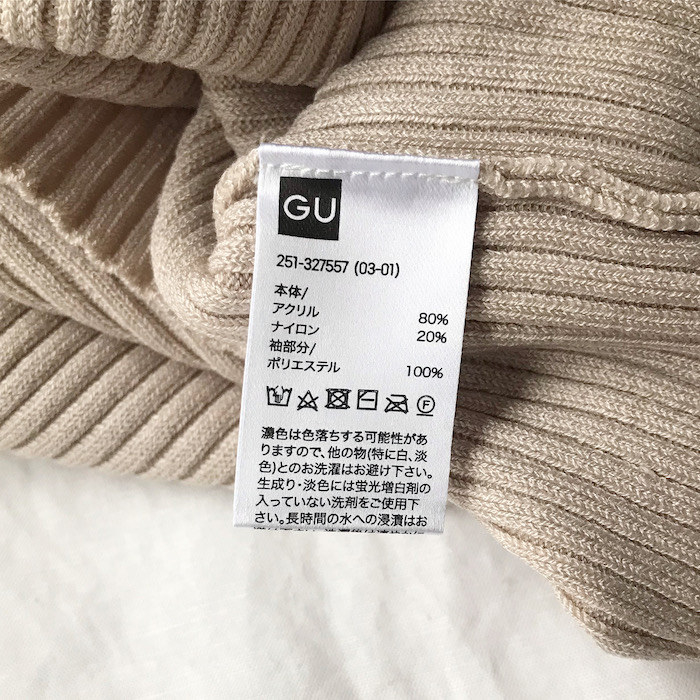 GU
251-327557 (03-01)
本体/
アクリル 80%
ナイロン 20%
袖部分/
ポリエステル 100%
濃色は色落ちする可能性があ
りますので、他の物(特に白、淡
色)とのお洗濯はお避け下さい。
生成り・淡色には蛍光増白剤の
入っていない洗剤をご使用下
さい。長時間の水への浸漬はお